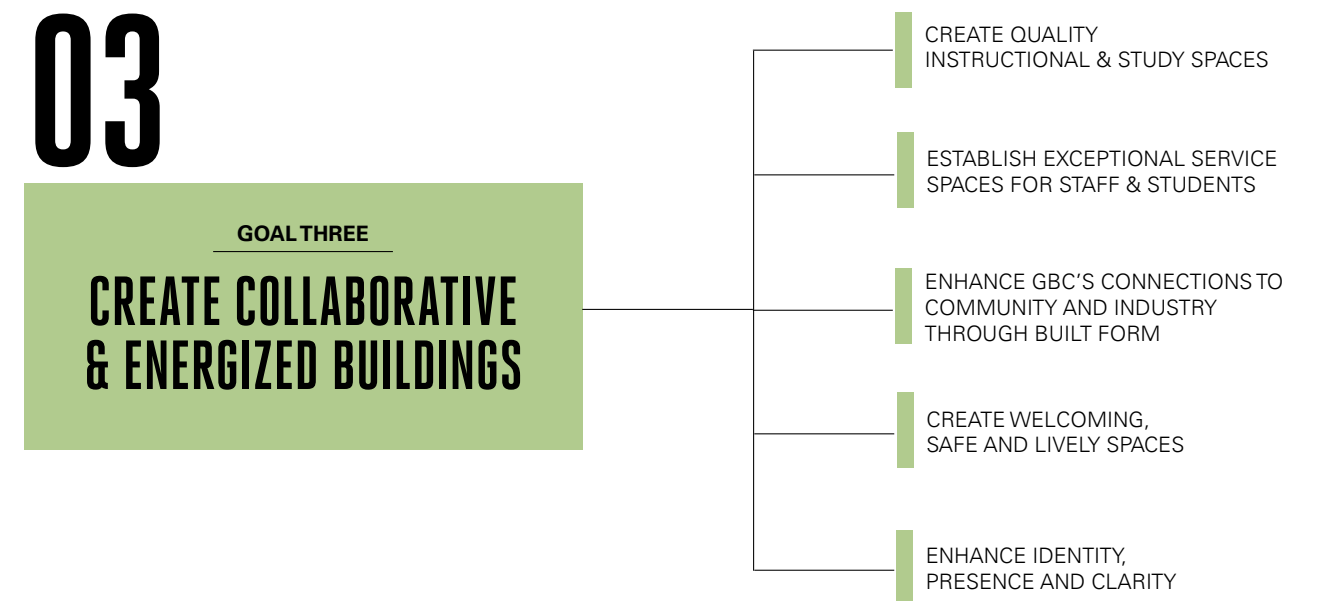 03
GOAL THREE
CREATE COLLABORATIVE
& ENERGIZED BUILDINGS
CREATE QUALITY
INSTRUCTIONAL & STUDY SPACES
ESTABLISH EXCEPTIONAL SERVICE
SPACES FOR STAFF & STUDENTS
ENHANCE GBC’S CONNECTIONS TO
COMMUNITY AND INDUSTRY
THROUGH BUILT FORM
CREATE WELCOMING,
SAFE AND LIVELY SPACES
ENHANCE IDENTITY,
PRESENCE AND CLARITY